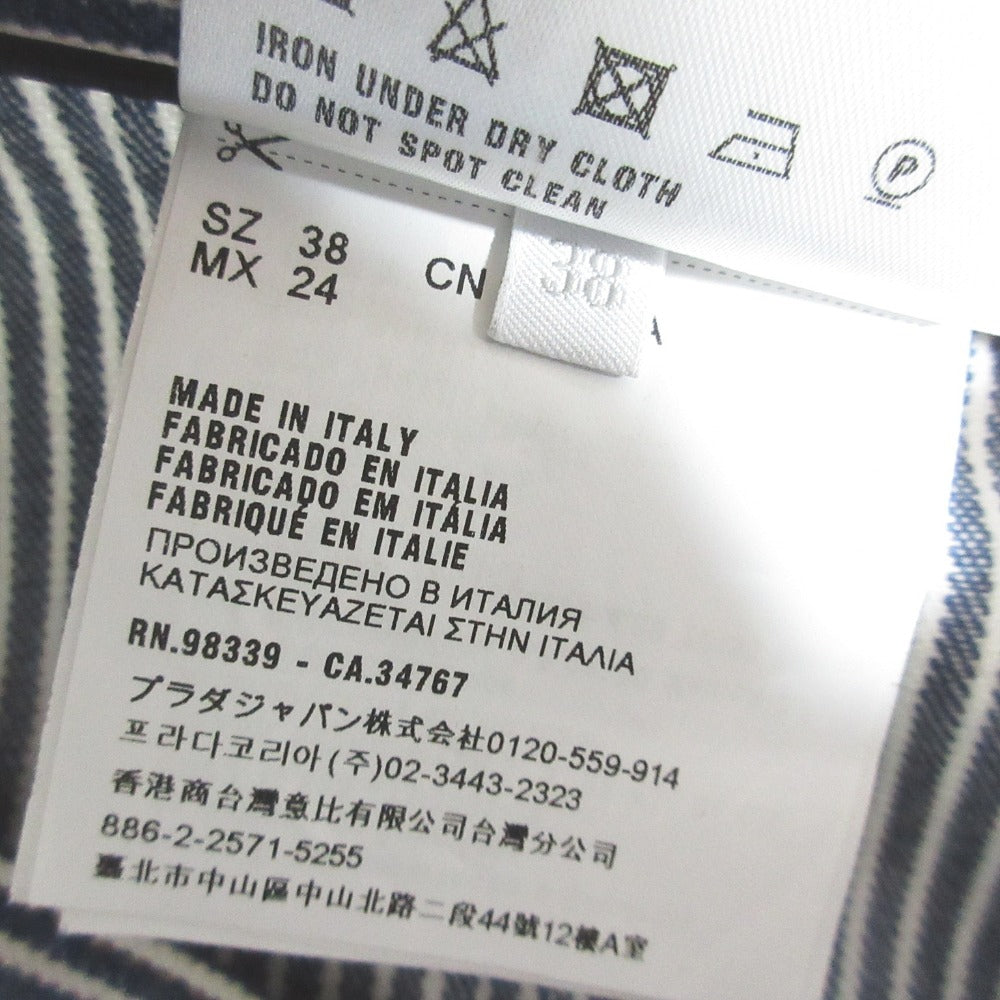 IRON UNDER DRY CLOTH
DO NOT SPOT CLEAN
P
SZ 38 CN
MX 24
38
MADE IN ITALY
FABRICADO EN ITALIA
FABRICADO EM ITÁLIA
FABRIQUÉ EN ITALIE
ПРОИЗВЕДЕНО В ИТАЛИЯ
ΚΑΤΑΣΚΕΥΑΖΕΤΑΙ ΣΤΗΝ ΙΤΑΛΙΑ
RN.98339 - CA.34767
プラダジャパン株式会社0120-559-914
프라다코리아(주)02-3443-2323
香港商台灣意比有限公司台灣分公司
886-2-2571-5255
臺北市中山區中山北路二段44號12樓A室